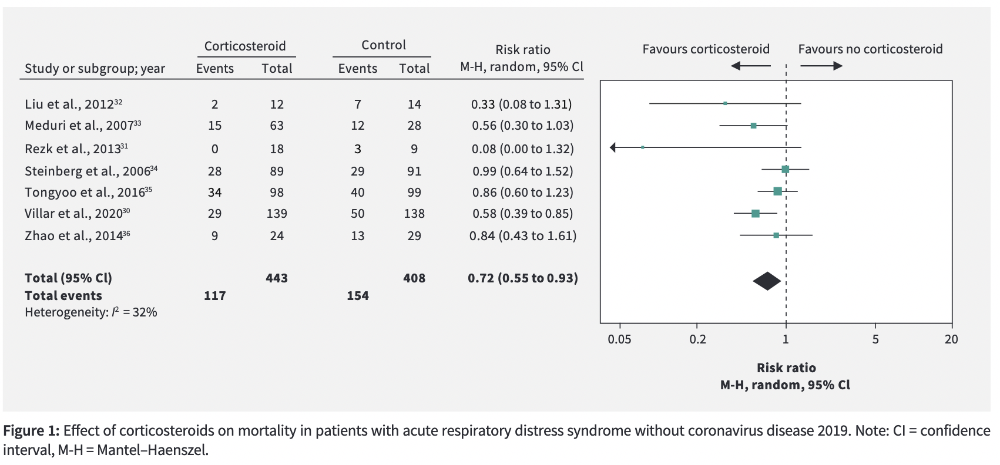 Corticosteroid Control Risk ratio Favours corticosteroid Favours no corticosteroid
Study or subgroup; year Events Total Events Total M-H, random, 95% CI
Liu et al., 2012³² 2 12 7 14 0.33 (0.08 to 1.31)
Meduri et al., 2007³³ 15 63 12 28 0.56 (0.30 to 1.03)
Rezk et al., 2013³¹ 0 18 3 9 0.08 (0.00 to 1.32)
Steinberg et al., 2006³⁴ 28 89 29 91 0.99 (0.64 to 1.52)
Tongyoo et al., 2016³⁵ 34 98 40 99 0.86 (0.60 to 1.23)
Villar et al., 2020³⁰ 29 139 50 138 0.58 (0.39 to 0.85)
Zhao et al., 2014³⁶ 9 24 13 29 0.84 (0.43 to 1.61)
Total (95% CI) 443 408 0.72 (0.55 to 0.93)
Total events 117 154
Heterogeneity: I² = 32%
0.05 0.2 1 5 20
Risk ratio
M-H, random, 95% CI
Figure 1: Effect of corticosteroids on mortality in patients with acute respiratory distress syndrome without coronavirus disease 2019. Note: CI = confidence
interval, M-H = Mantel–Haenszel.